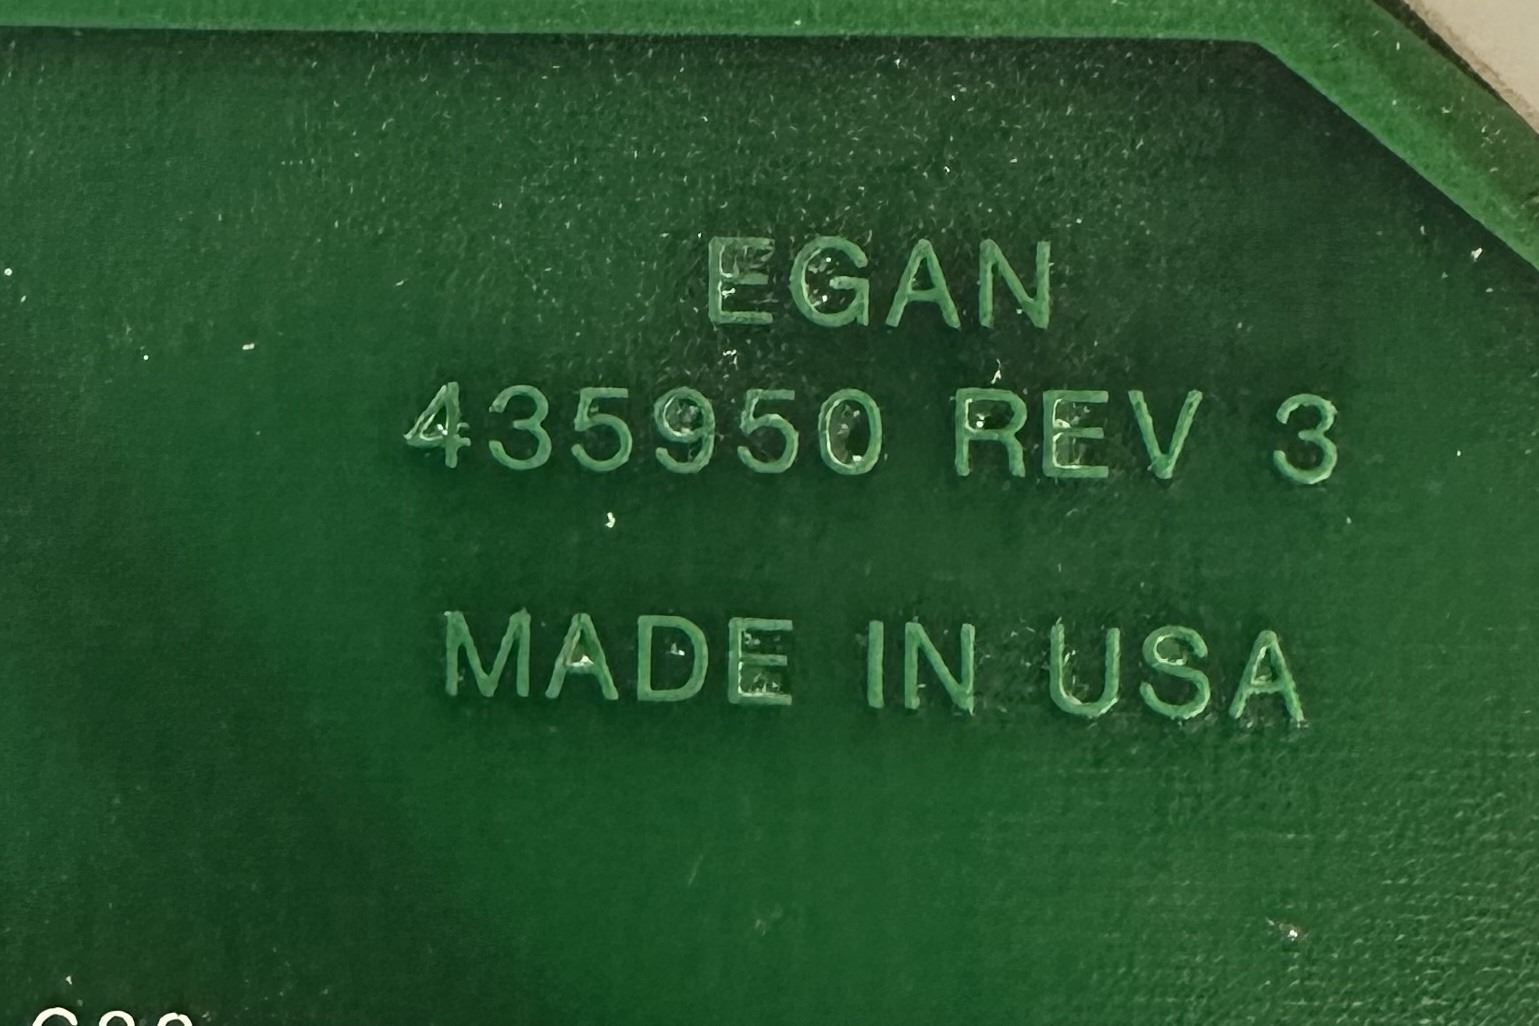 EGAN
435950 REV 3
MADE IN USA